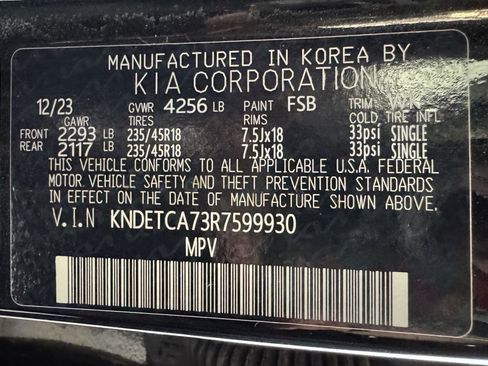 MANUFACTURED IN KOREA BY
KIA CORPORATION
12/23 GVWR 4256 LB PAINT FSB TRIM
GAWR TIRES RIMS COLD TIRE INFL
FRONT 2293 LB 235/45R18 7.5Jx18 33psi SINGLE
REAR 2117 LB 235/45R18 7.5Jx18 33psi SINGLE
THIS VEHICLE CONFORMS TO ALL APPLICABLE U.S.A. FEDERAL
MOTOR VEHICLE SAFETY AND THEFT PREVENTION STANDARDS
IN EFFECT ON THE DATE OF MANUFACTURE SHOWN ABOVE.
V.I.N KNDETCA73R7599930
MPV